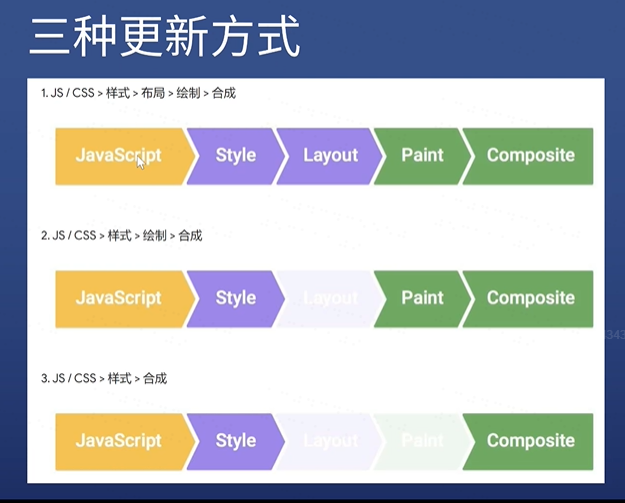 三种更新方式
1. JS / CSS > 样式 > 布局 > 绘制 > 合成
JavaScript Style Layout Paint Composite
2. JS / CSS > 样式 > 绘制 > 合成
JavaScript Style Layout Paint Composite
3. JS / CSS > 样式 > 合成
JavaScript Style Layout Paint Composite